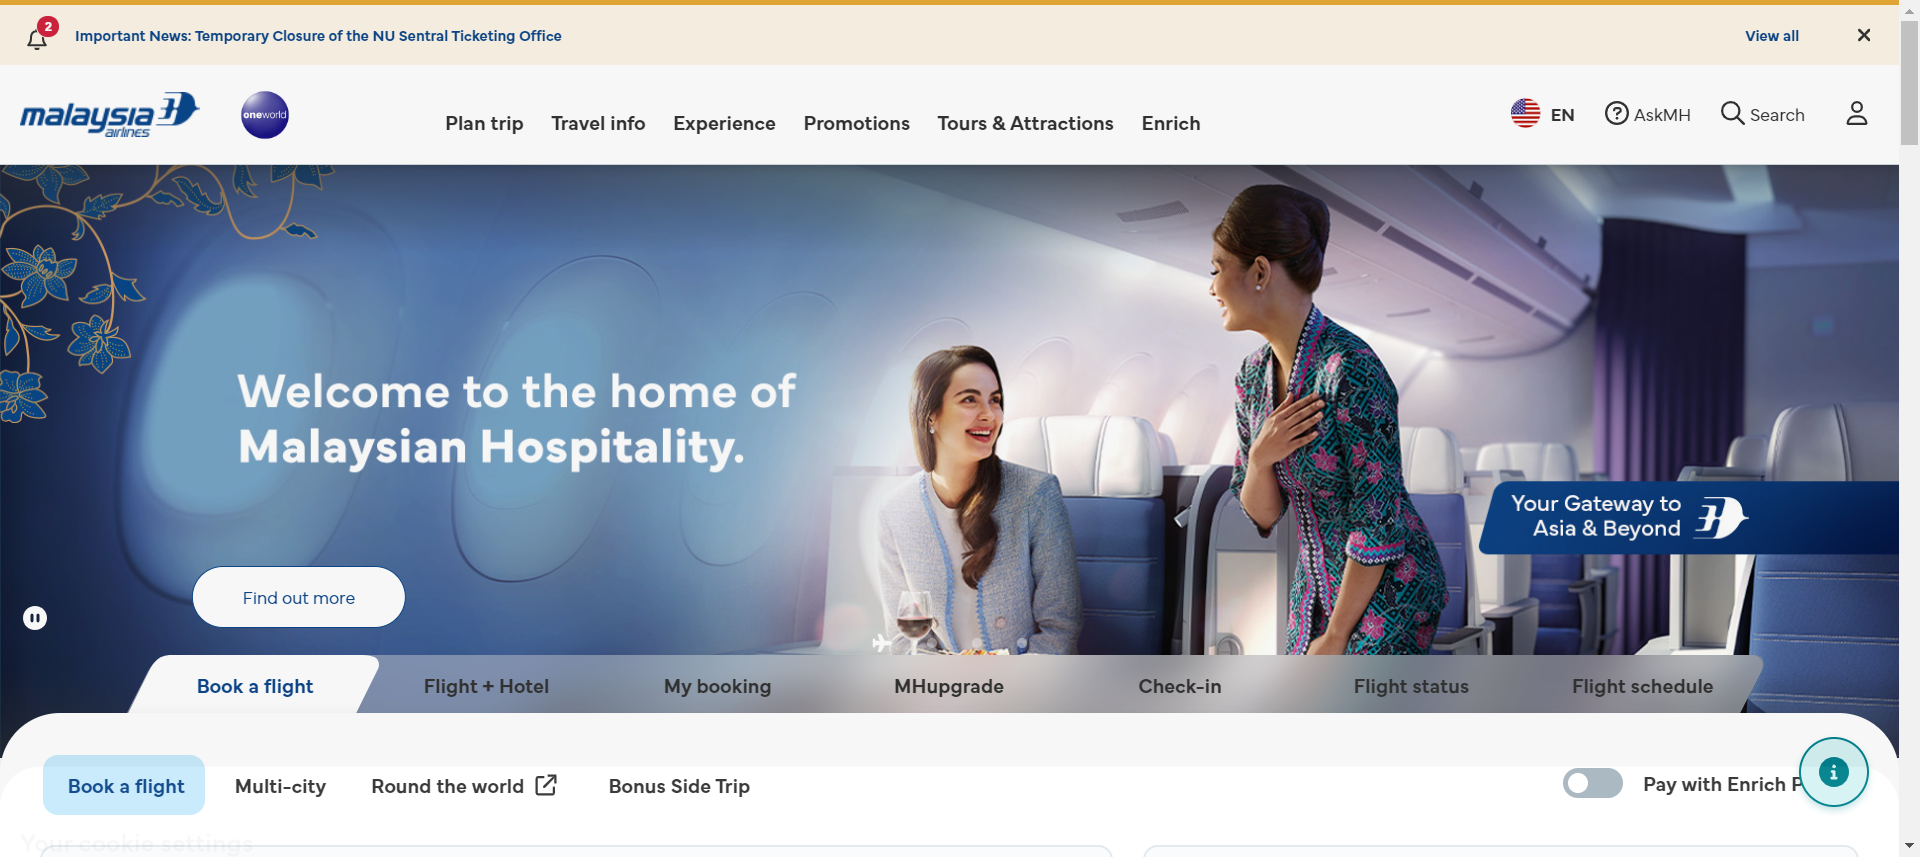 2
Important News: Temporary Closure of the NU Sentral Ticketing Office
View all
malaysia
airlines
oneworld
Plan trip
Travel info
Experience
Promotions
Tours & Attractions
Enrich
EN
AskMH
Search
Welcome to the home of
Malaysian Hospitality.
Your Gateway to
Asia & Beyond
Find out more
Book a flight
Flight + Hotel
My booking
MHupgrade
Check-in
Flight status
Flight schedule
Book a flight
Multi-city
Round the world
Bonus Side Trip
Pay with Enrich
Your cookie settings